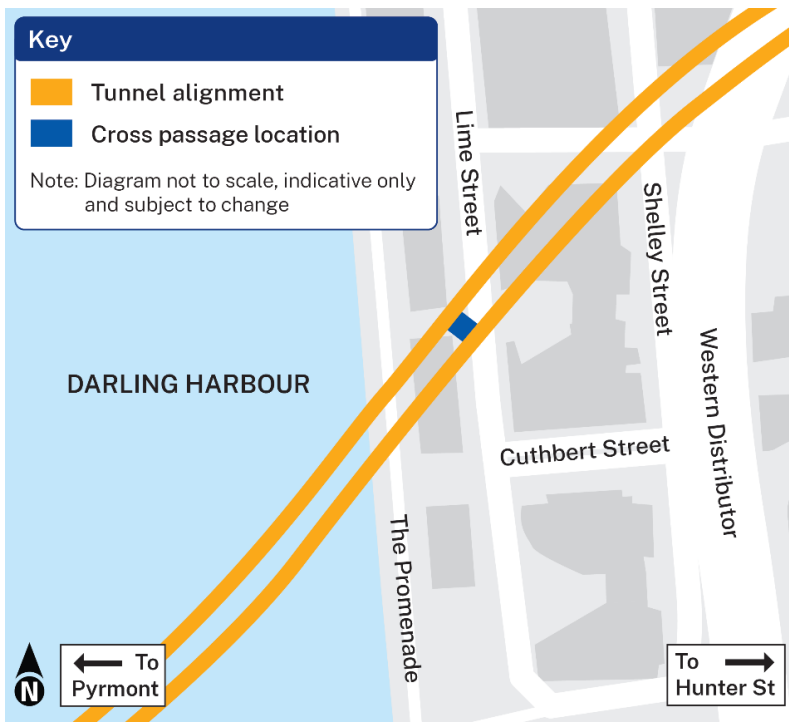 Key
Tunnel alignment
Cross passage location
Note: Diagram not to scale, indicative only
and subject to change
Lime Street
Shelley Street
Western Distributor
DARLING HARBOUR
Cuthbert Street
The Promenade
N
To
Pyrmont
To
Hunter St